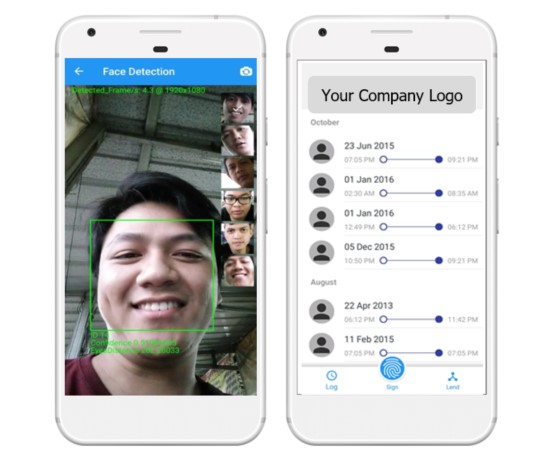 Face Detection
Detected_Frame/s: 4.3 @ 1920x1080
Your Company Logo
October
23 Jun 2015
07:05 PM 09:21 PM
01 Jan 2016
02:30 AM 08:35 AM
01 Jan 2016
12:49 PM 06:12 PM
05 Dec 2015
10:50 PM 09:21 PM
August
22 Apr 2013
06:12 PM 11:42 PM
11 Feb 2015
07:05 PM 07:05 PM
Log Sign Lend